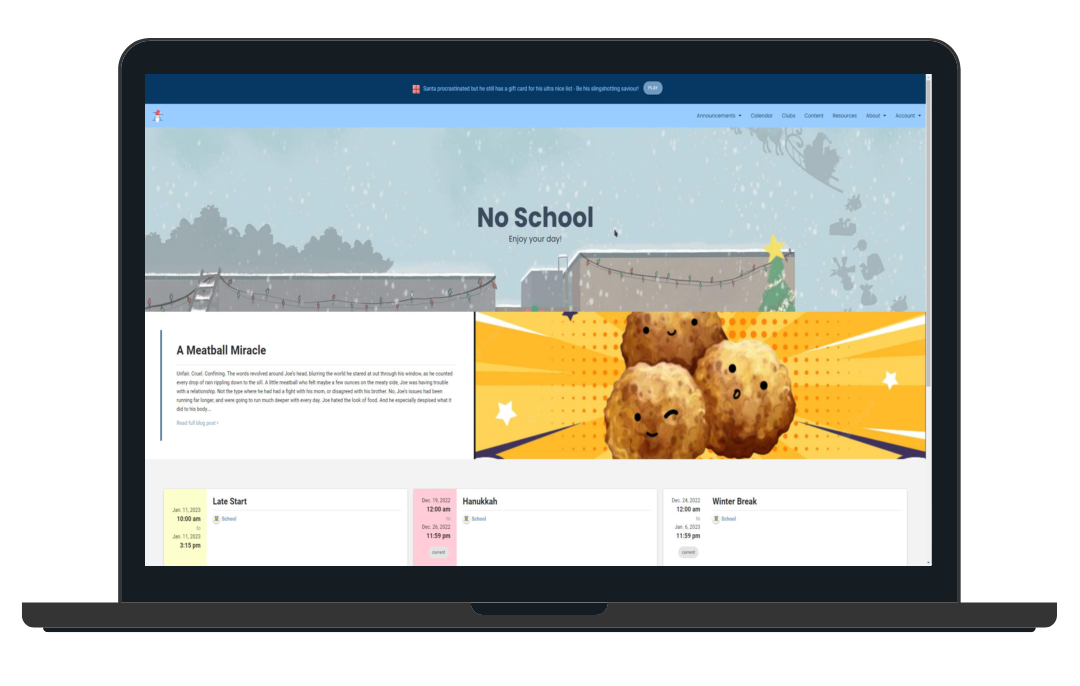 Santa procrastinated but he still has a gift card for his ultra nice list - Be his slingshotting saviour! PLAY
Announcements Calendar Clubs Content Resources About Account
No School
Enjoy your day!
A Meatball Miracle
Unfair. Cruel. Confining. The words revolved around Joe's head, blurring the world he stared at out through his window, as he counted
every drop of rain rippling down to the sill. A little meatball who felt maybe a few ounces on the meaty side, Joe was having trouble
with a relationship. Not the type where he had had a fight with his mom, or disagreed with his brother. No, Joe's issues had been
running far longer, and were going to run much deeper with every day. Joe hated the look of food. And he especially despised what it
did to his body...
Read full blog post ›
Jan. 11, 2023
10:00 am
to
Jan. 11, 2023
3:15 pm
Late Start
School
Dec. 19, 2022
12:00 am
to
Dec. 26, 2022
11:59 pm
current
Hanukkah
School
Dec. 24, 2022
12:00 am
to
Jan. 6, 2023
11:59 pm
current
Winter Break
School